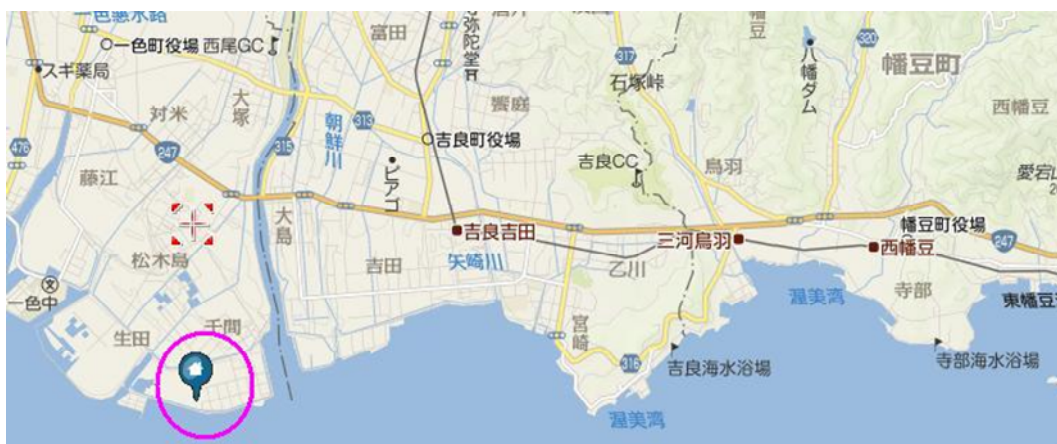 一色悪水路
一色町役場
西尾GC
スギ薬局
対米
大塚
富田
弥陀堂
317
石塚峠
八幡ダム
幡豆
320
幡豆町
西幡豆
饗庭
朝鮮川
313
吉良町役場
315
247
476
藤江
ピアゴ
吉良CC
鳥羽
愛宕山
大島
吉良吉田
三河鳥羽
幡豆町役場
西幡豆
247
松木島
吉田
矢崎川
乙川
渥美湾
寺部
東幡豆
一色中
生田
千間
宮崎
316
吉良海水浴場
寺部海水浴場
渥美湾